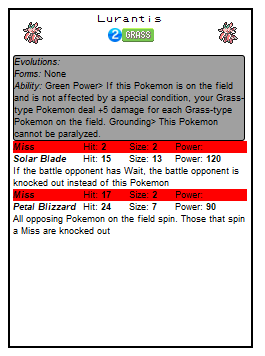 Lurantis
2 GRASS
Evolutions:
Forms: None
Ability: Green Power> If this Pokemon is on the field
and is not affected by a special condition, your Grass-
type Pokemon deal +5 damage for each Grass-type
Pokemon on the field. Grounding> This Pokemon
cannot be paralyzed.
Miss Hit: 2 Size: 2 Power:
Solar Blade Hit: 15 Size: 13 Power: 120
If the battle opponent has Wait, the battle opponent is
knocked out instead of this Pokemon
Miss Hit: 17 Size: 2 Power:
Petal Blizzard Hit: 24 Size: 7 Power: 90
All opposing Pokemon on the field spin. Those that spin
a Miss are knocked out